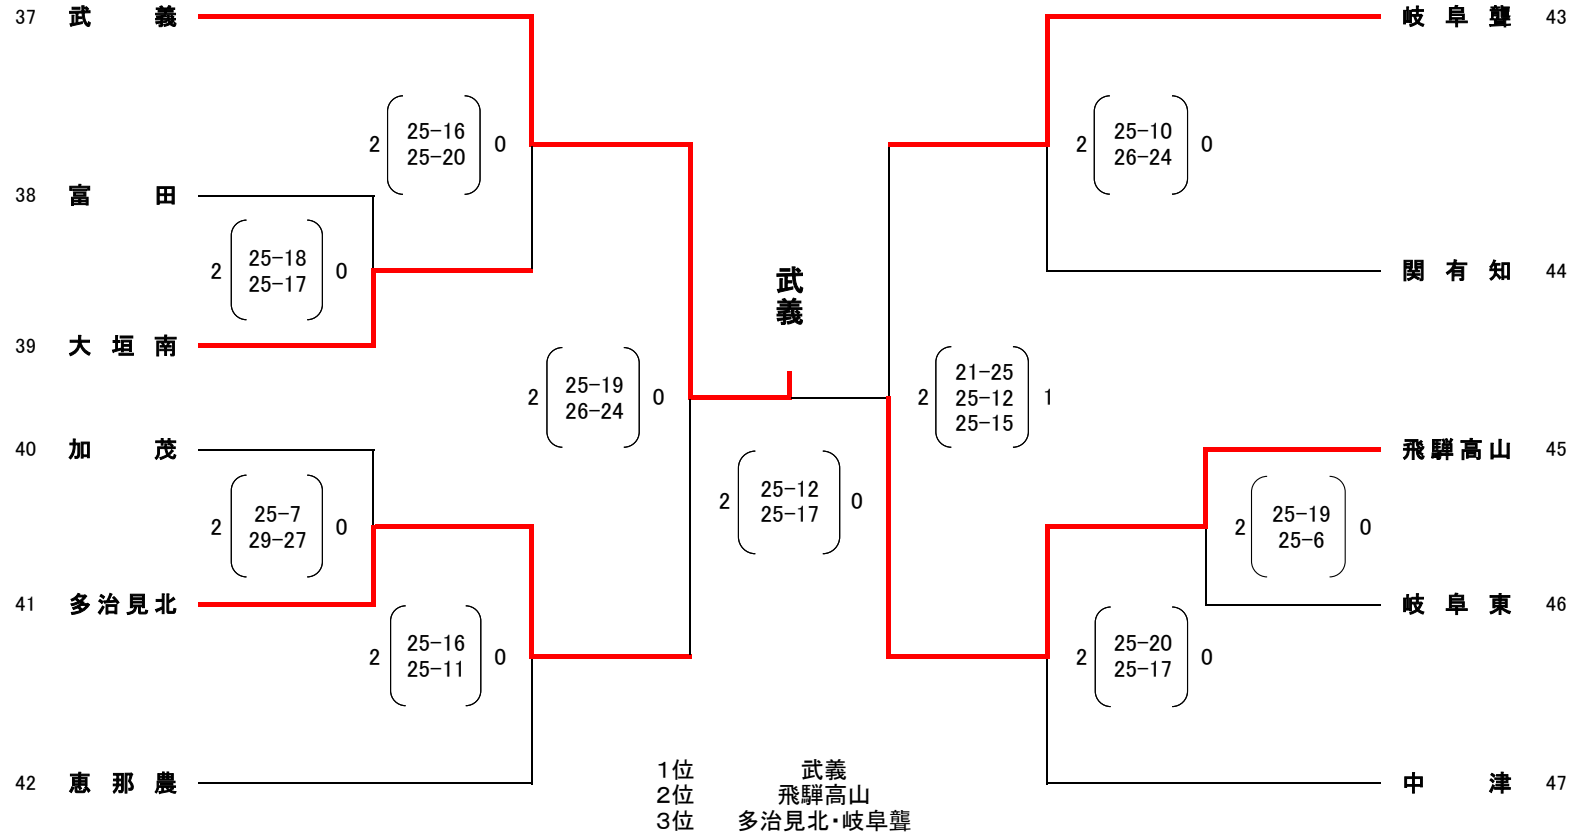 37 武義
岐阜聾 43
2 25-16 0
25-20
2 25-10 0
26-24
38 富田
2 25-18 0
25-17
武義
関有知 44
39 大垣南
2 25-19 0
26-24
2 21-25 1
25-12
25-15
40 加茂
飛騨高山 45
2 25-7 0
29-27
2 25-12 0
25-17
2 25-19 0
25-6
41 多治見北
岐阜東 46
2 25-16 0
25-11
2 25-20 0
25-17
42 恵那農
中津 47
1位 武義
2位 飛騨高山
3位 多治見北・岐阜聾